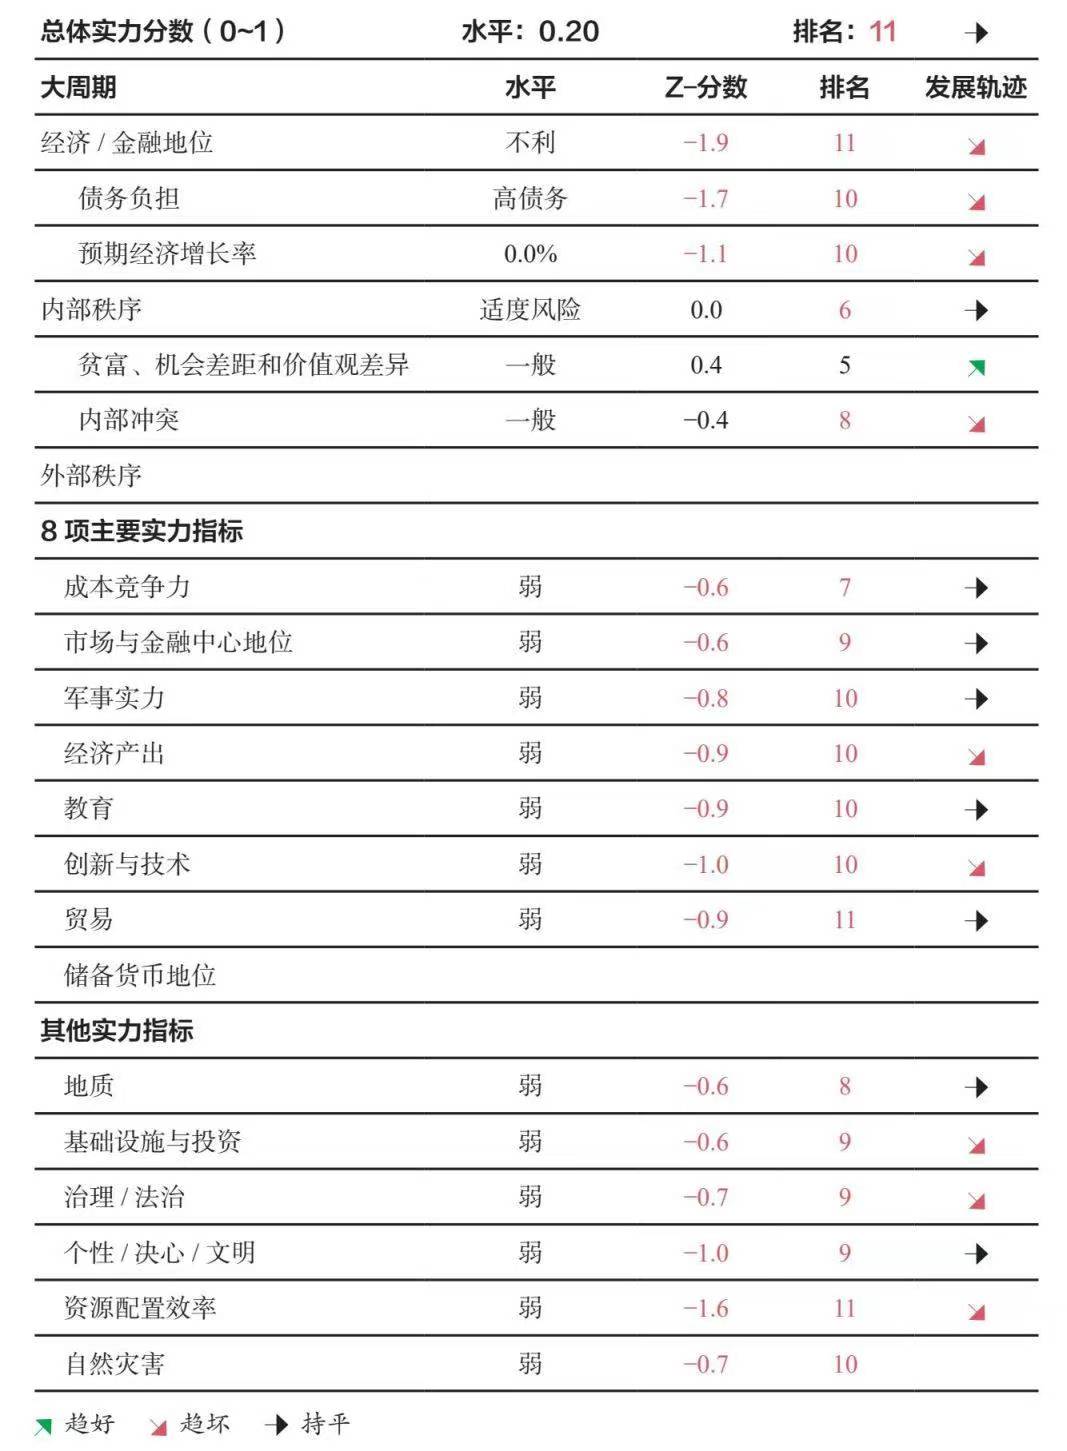 总体实力分数（0~1） 水平：0.20 排名：11
大周期 水平 Z–分数 排名 发展轨迹
经济 / 金融地位 不利 −1.9 11
债务负担 高债务 −1.7 10
预期经济增长率 0.0% −1.1 10
内部秩序 适度风险 0.0 6
贫富、机会差距和价值观差异 一般 0.4 5
内部冲突 一般 −0.4 8
外部秩序
8 项主要实力指标
成本竞争力 弱 −0.6 7
市场与金融中心地位 弱 −0.6 9
军事实力 弱 −0.8 10
经济产出 弱 −0.9 10
教育 弱 −0.9 10
创新与技术 弱 −1.0 10
贸易 弱 −0.9 11
储备货币地位
其他实力指标
地质 弱 −0.6 8
基础设施与投资 弱 −0.6 9
治理 / 法治 弱 −0.7 9
个性 / 决心 / 文明 弱 −1.0 9
资源配置效率 弱 −1.6 11
自然灾害 弱 −0.7 10
趋好 趋坏 持平